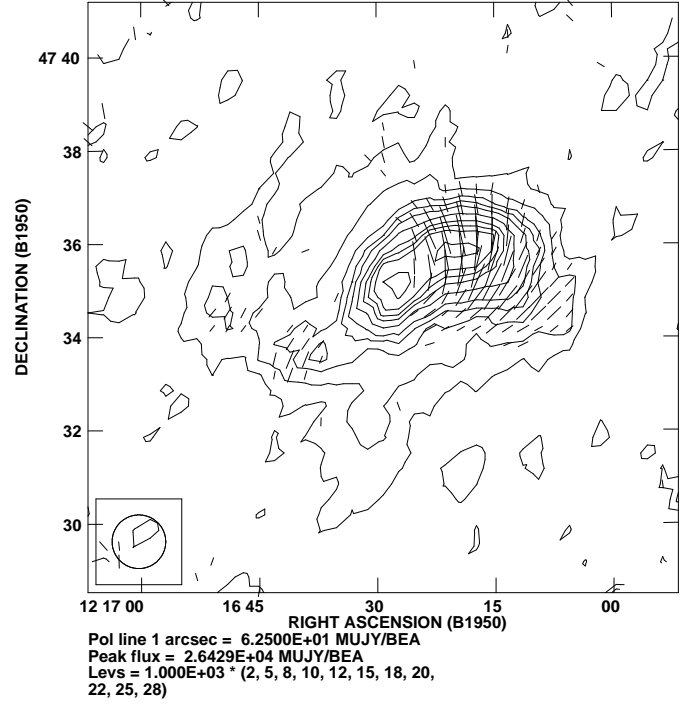 47 40
38
36
34
32
30
DECLINATION (B1950)
12 17 00 16 45 30 15 00
RIGHT ASCENSION (B1950)
Pol line 1 arcsec = 6.2500E+01 MUJY/BEA
Peak flux = 2.6429E+04 MUJY/BEA
Levs = 1.000E+03 * (2, 5, 8, 10, 12, 15, 18, 20,
22, 25, 28)